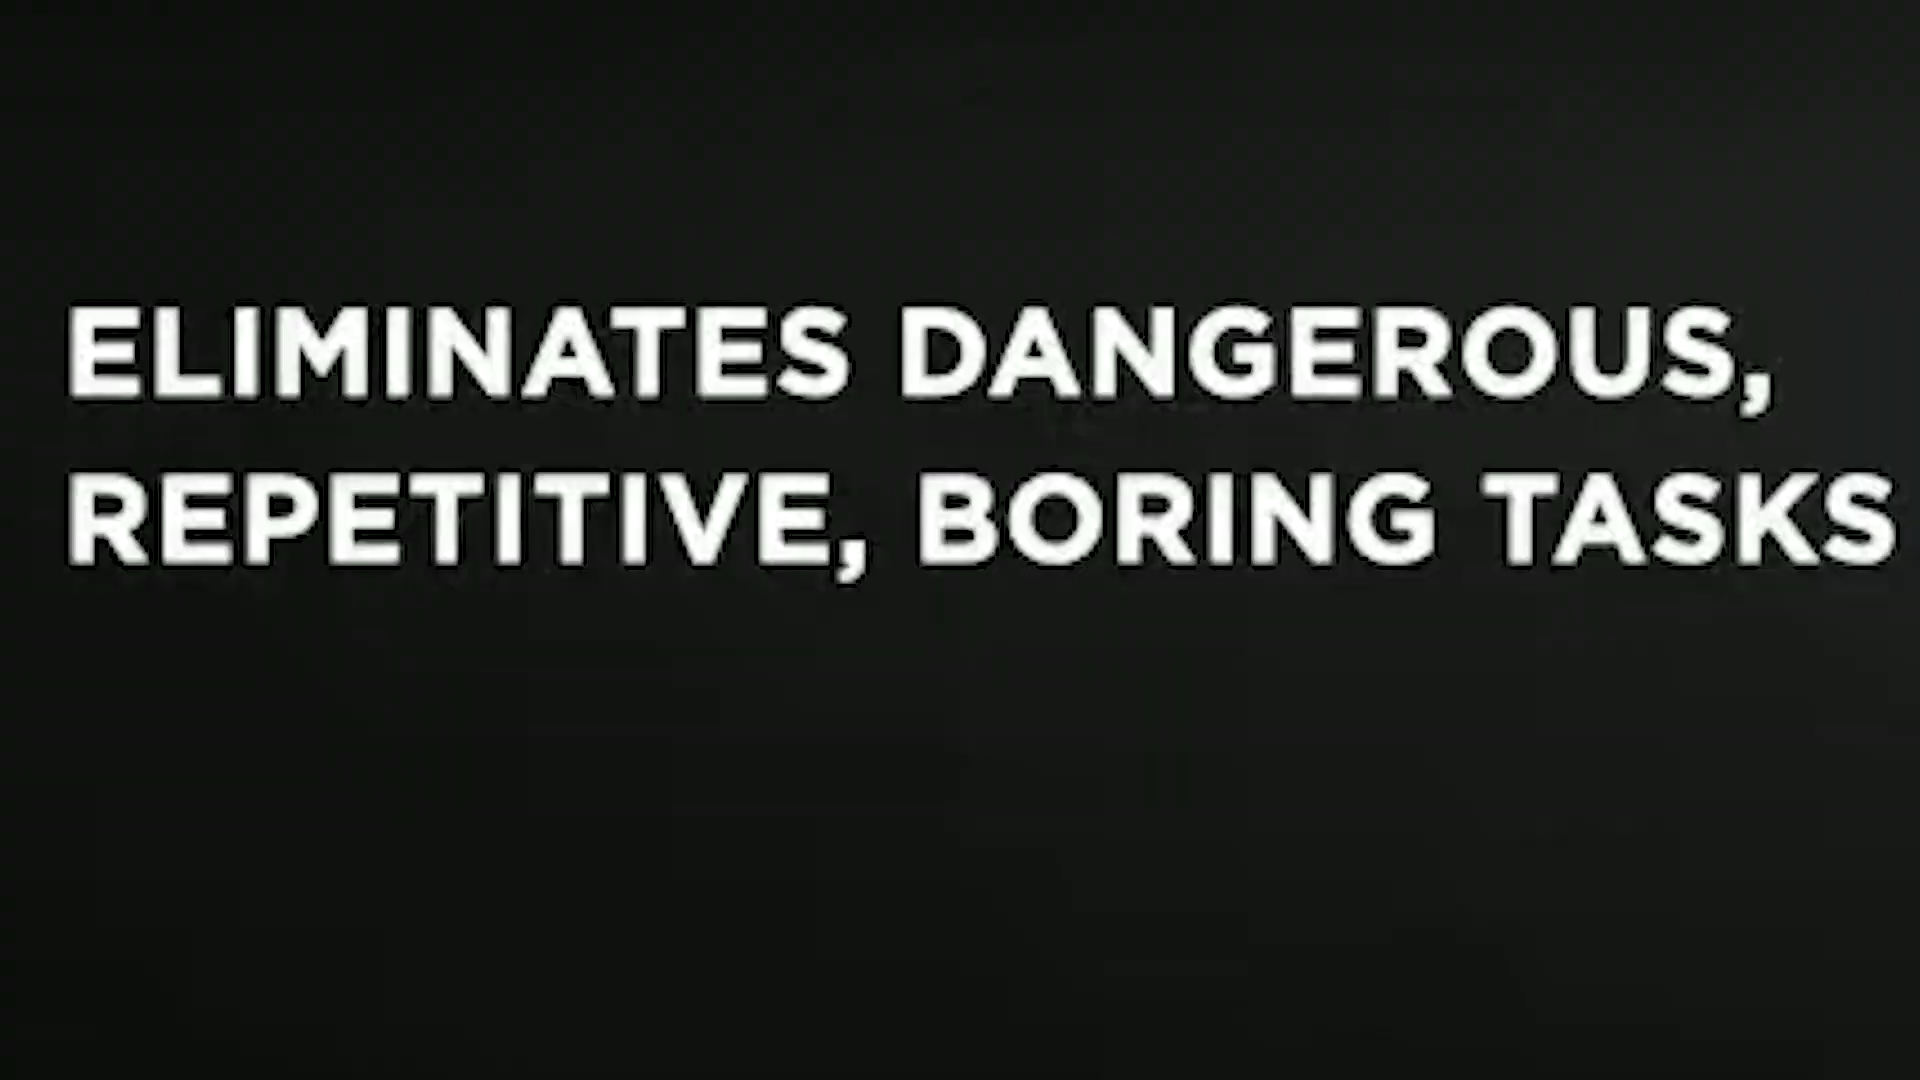 ELIMINATES DANGEROUS,
REPETITIVE, BORING TASKS